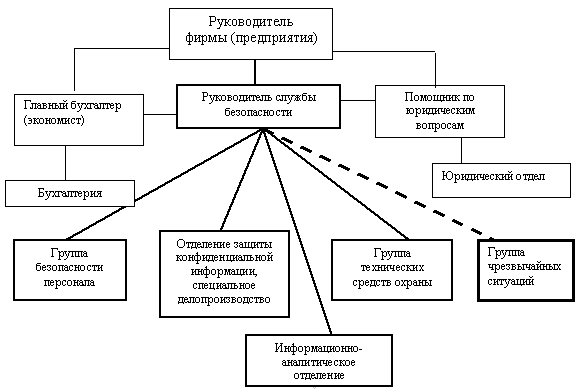 Руководитель
фирмы (предприятия)
Главный бухгалтер
(экономист)
Руководитель службы
безопасности
Помощник по
юридическим
вопросам
Бухгалтерия
Юридический отдел
Группа
безопасности
персонала
Отделение защиты
конфиденциальной
информации,
специальное
делопроизводство
Группа
технических
средств охраны
Группа
чрезвычайных
ситуаций
Информационно-
аналитическое
отделение